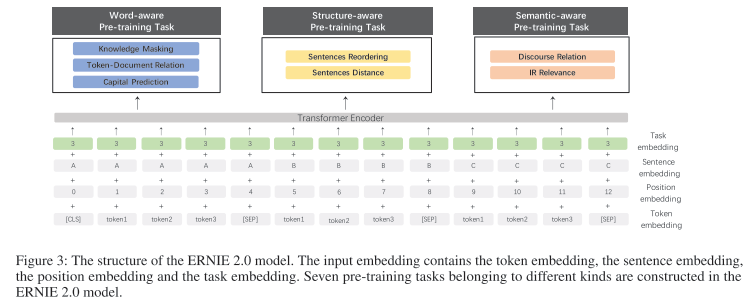 Word-aware
Pre-training Task
Structure-aware
Pre-training Task
Semantic-aware
Pre-training Task
Knowledge Masking
Token-Document Relation
Capital Prediction
Sentences Reordering
Sentences Distance
Discourse Relation
IR Relevance
Transformer Encoder
3 3 3 3 3 3 3 3 3 3 3 3 3 Task embedding
+ + + + + + + + + + + + +
A A A A A B B B B C C C C Sentence embedding
+ + + + + + + + + + + + +
0 1 2 3 4 5 6 7 8 9 10 11 12 Position embedding
+ + + + + + + + + + + + +
[CLS] token1 token2 token3 [SEP] token1 token2 token3 [SEP] token1 token2 token3 [SEP] Token embedding
Figure 3: The structure of the ERNIE 2.0 model. The input embedding contains the token embedding, the sentence embedding,
the position embedding and the task embedding. Seven pre-training tasks belonging to different kinds are constructed in the
ERNIE 2.0 model.